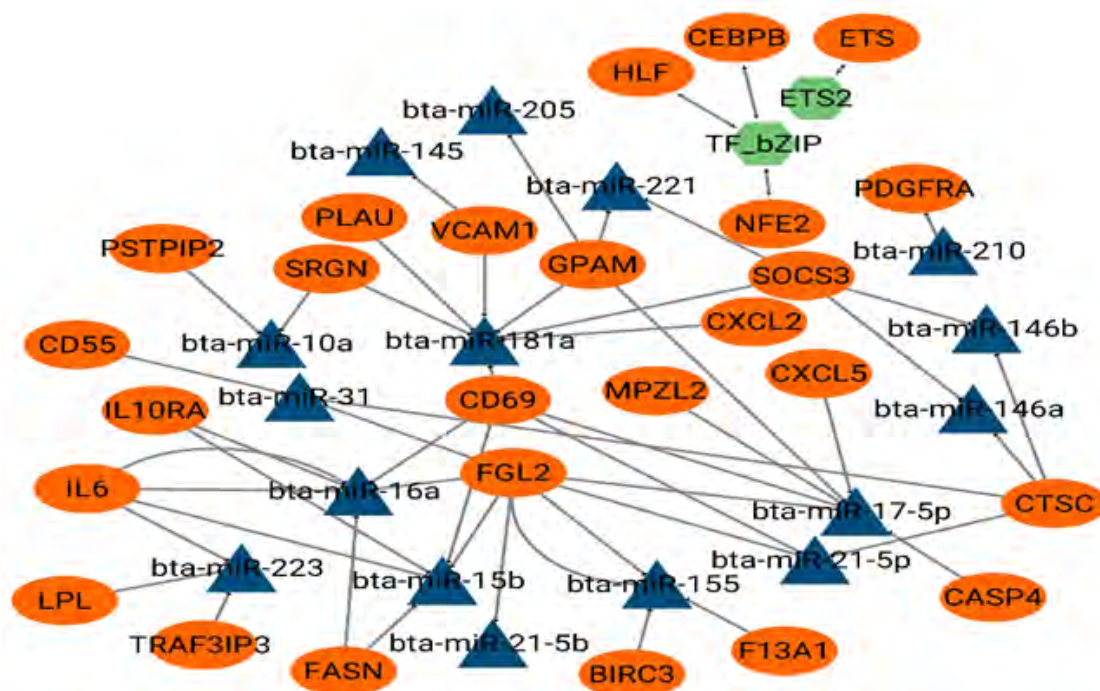 CEBPB
ETS
HLF
ETS2
bta-miR-205
TF_bZIP
bta-miR-145
bta-miR-221
PDGFRA
PLAU
VCAM1
NFE2
PSTPIP2
bta-miR-210
SRGN
GPAM
SOCS3
CXCL2
bta-miR-146b
CD55
bta-miR-10a
bta-miR-181a
CXCL5
bta-miR-31
CD69
MPZL2
IL10RA
bta-miR-146a
FGL2
IL6
bta-miR-16a
bta-miR-17-5p
CTSC
bta-miR-21-5p
bta-miR-223
bta-miR-15b
bta-miR-155
LPL
CASP4
TRAF3IP3
bta-miR-21-5b
F13A1
FASN
BIRC3